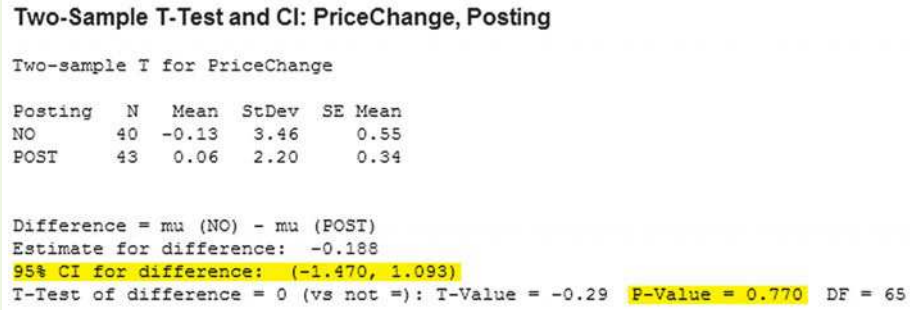 Two-Sample T-Test and CI: PriceChange, Posting
Two-sample T for PriceChange
Posting N Mean StDev SE Mean
NO 40 -0.13 3.46 0.55
POST 43 0.06 2.20 0.34
Difference = mu (NO) - mu (POST)
Estimate for difference: -0.188
95% CI for difference: (-1.470, 1.093)
T-Test of difference = 0 (vs not =): T-Value = -0.29 P-Value = 0.770 DF = 65